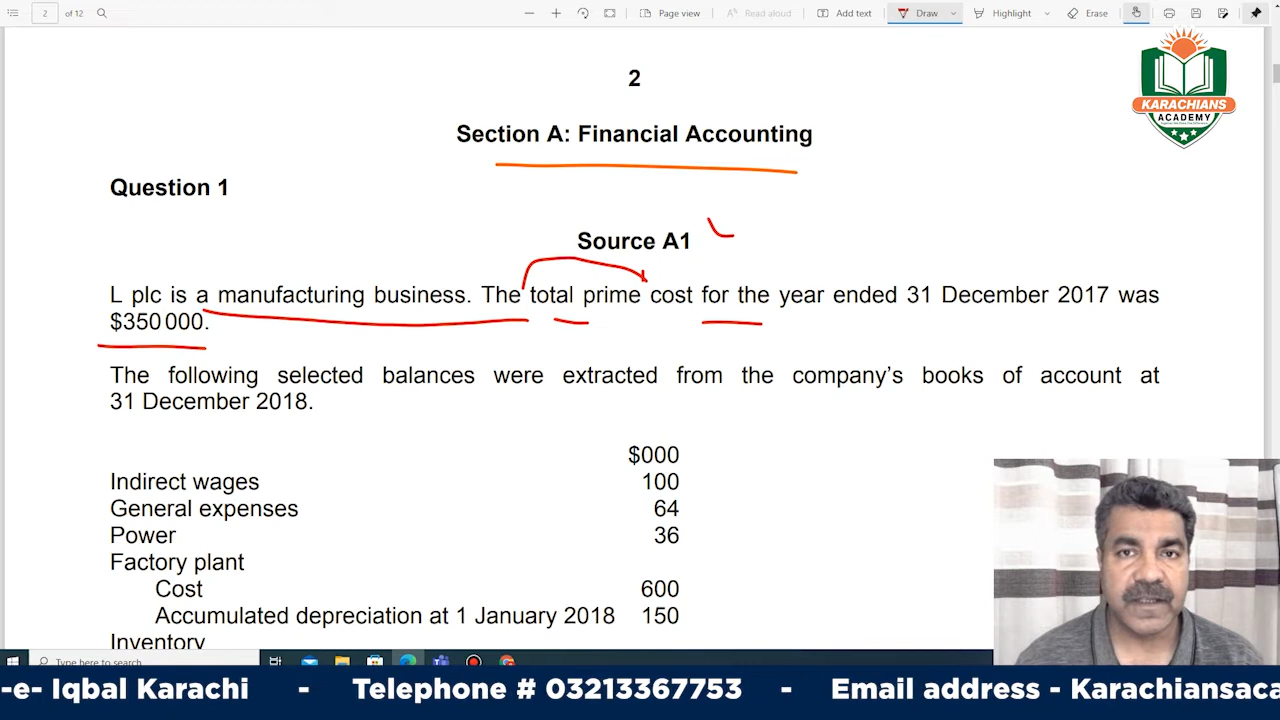 2 of 12 Page view Read aloud Add text Draw Highlight Erase
KARACHIANS
ACADEMY
2
Section A: Financial Accounting
Question 1
Source A1
L plc is a manufacturing business. The total prime cost for the year ended 31 December 2017 was
$350 000.
The following selected balances were extracted from the company's books of account at
31 December 2018.
$000
Indirect wages 100
General expenses 64
Power 36
Factory plant
Cost 600
Accumulated depreciation at 1 January 2018 150
Inventory
Type here to search
-e- Iqbal Karachi - Telephone # 03213367753 - Email address - Karachiansaca